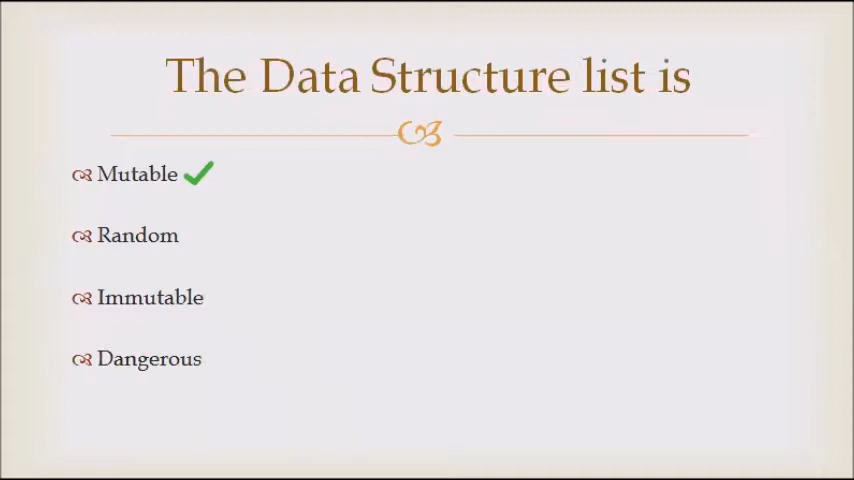 The Data Structure list is
Mutable
Random
Immutable
Dangerous